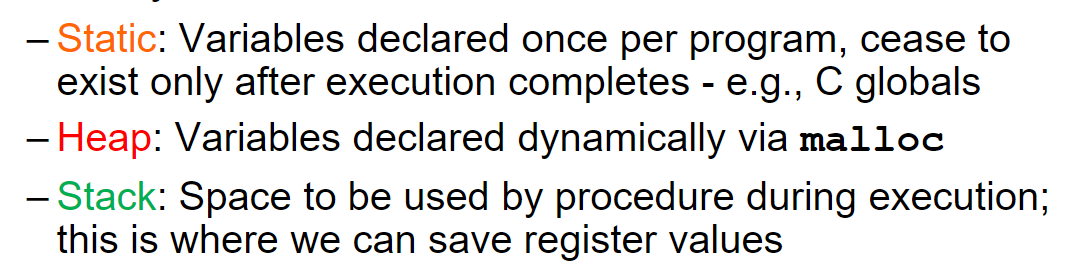 – Static: Variables declared once per program, cease to
exist only after execution completes - e.g., C globals
– Heap: Variables declared dynamically via malloc
– Stack: Space to be used by procedure during execution;
this is where we can save register values